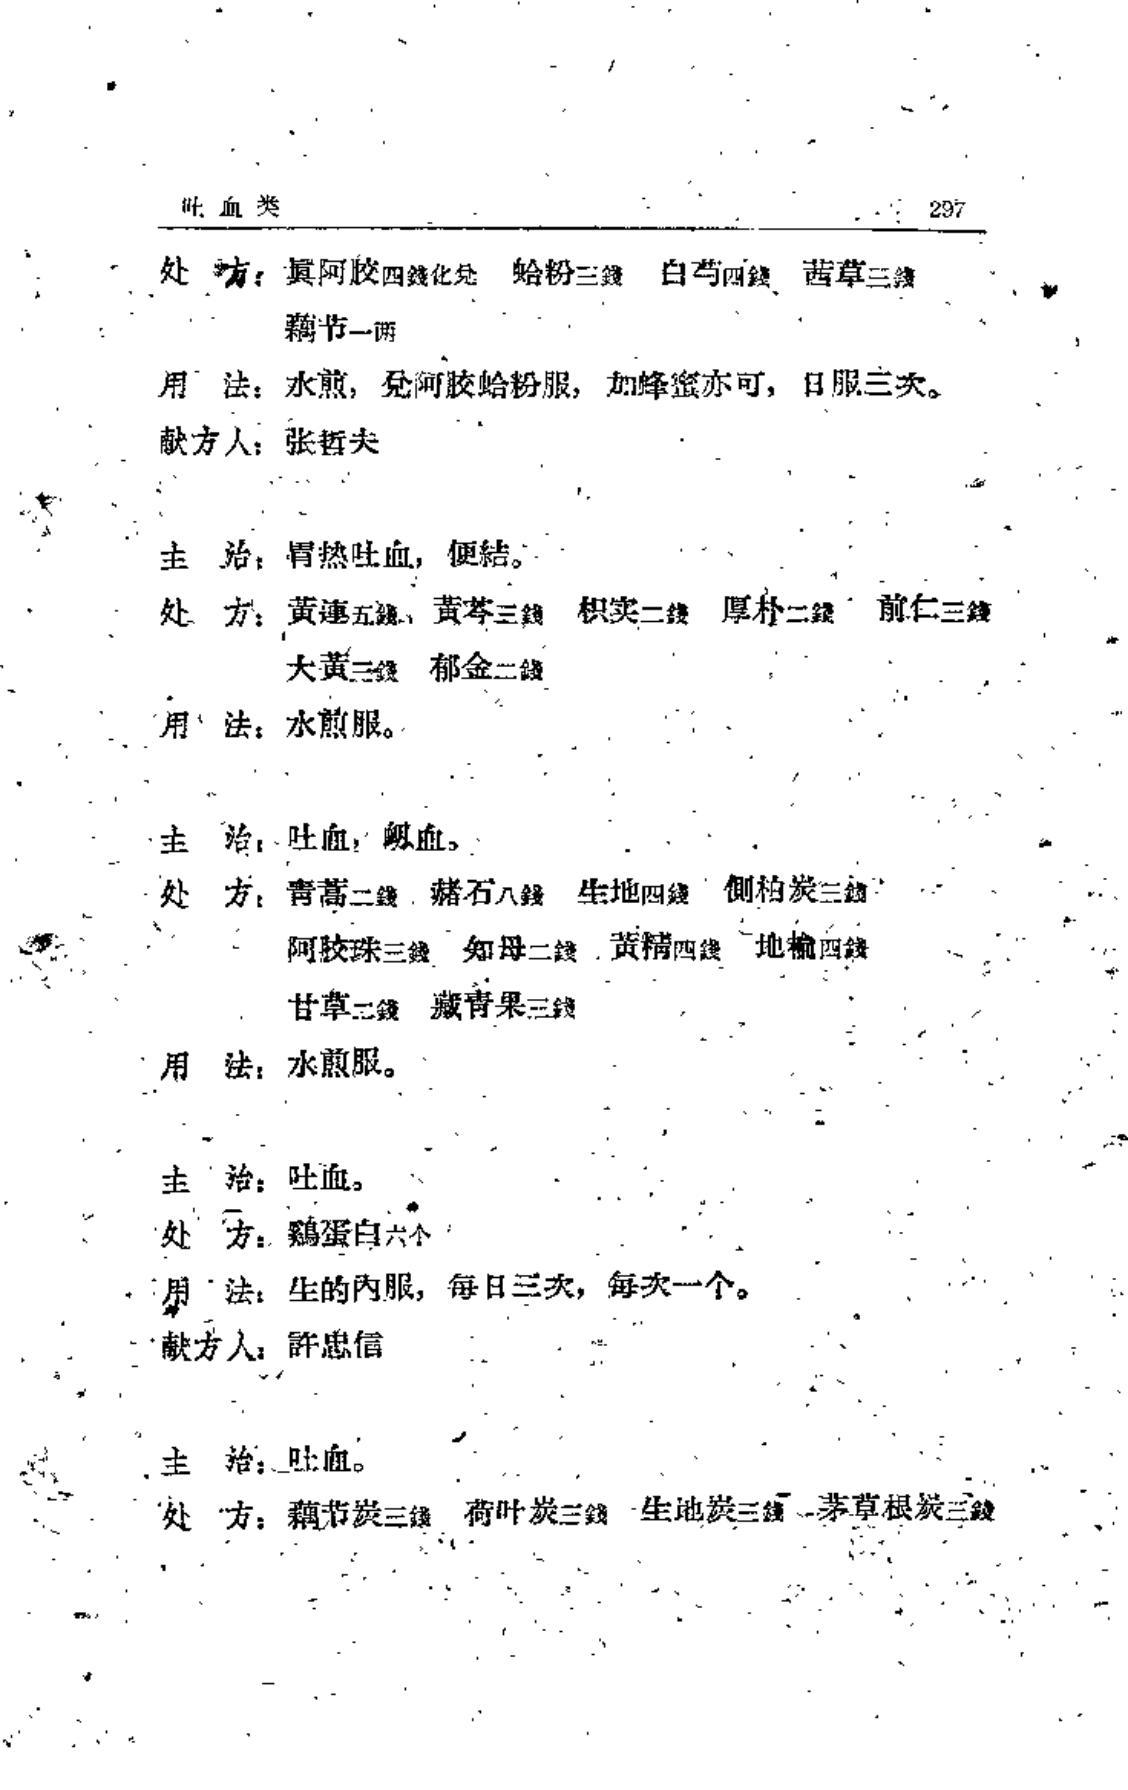 吐血类 297
处 方：眞阿胶四錢化兌 蛤粉三錢 白芍四錢 茜草三錢
藕节一两
用 法：水煎，兌阿胶蛤粉服，加蜂蜜亦可，日服三次。
献方人：张哲夫
主 治：胃热吐血，便結。
处 方：黃連五錢 黃芩三錢 枳实二錢 厚朴二錢 前仁三錢
大黃三錢 郁金二錢
用 法：水煎服。
主 治：吐血，衄血。
处 方：青蒿二錢 赭石八錢 生地四錢 側柏炭三錢
阿胶珠三錢 知母二錢 黃精四錢 地榆四錢
甘草二錢 藏青果三錢
用 法：水煎服。
主 治：吐血。
处 方：鷄蛋白六个
用 法：生的內服，每日三次，每次一个。
献方人：許忠信
主 治：吐血。
处 方：藕节炭三錢 荷叶炭三錢 生地炭三錢 茅草根炭三錢